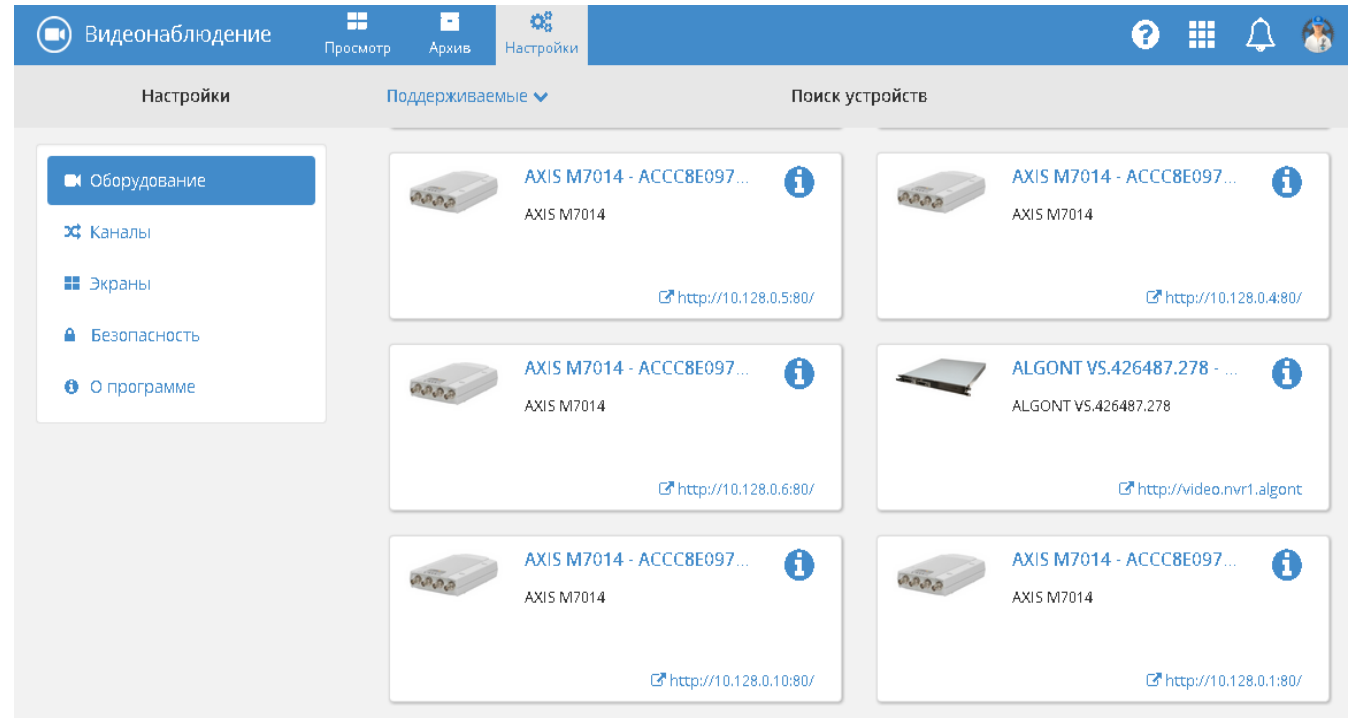 Видеонаблюдение
Просмотр
Архив
Настройки
Настройки
Поддерживаемые
Поиск устройств
Оборудование
Каналы
Экраны
Безопасность
О программе
AXIS M7014 - ACCC8E097...
AXIS M7014
http://10.128.0.5:80/
AXIS M7014 - ACCC8E097...
AXIS M7014
http://10.128.0.4:80/
AXIS M7014 - ACCC8E097...
AXIS M7014
http://10.128.0.6:80/
ALGONT VS.426487.278 - ...
ALGONT VS.426487.278
http://video.nvr1.algont
AXIS M7014 - ACCC8E097...
AXIS M7014
http://10.128.0.10:80/
AXIS M7014 - ACCC8E097...
AXIS M7014
http://10.128.0.1:80/